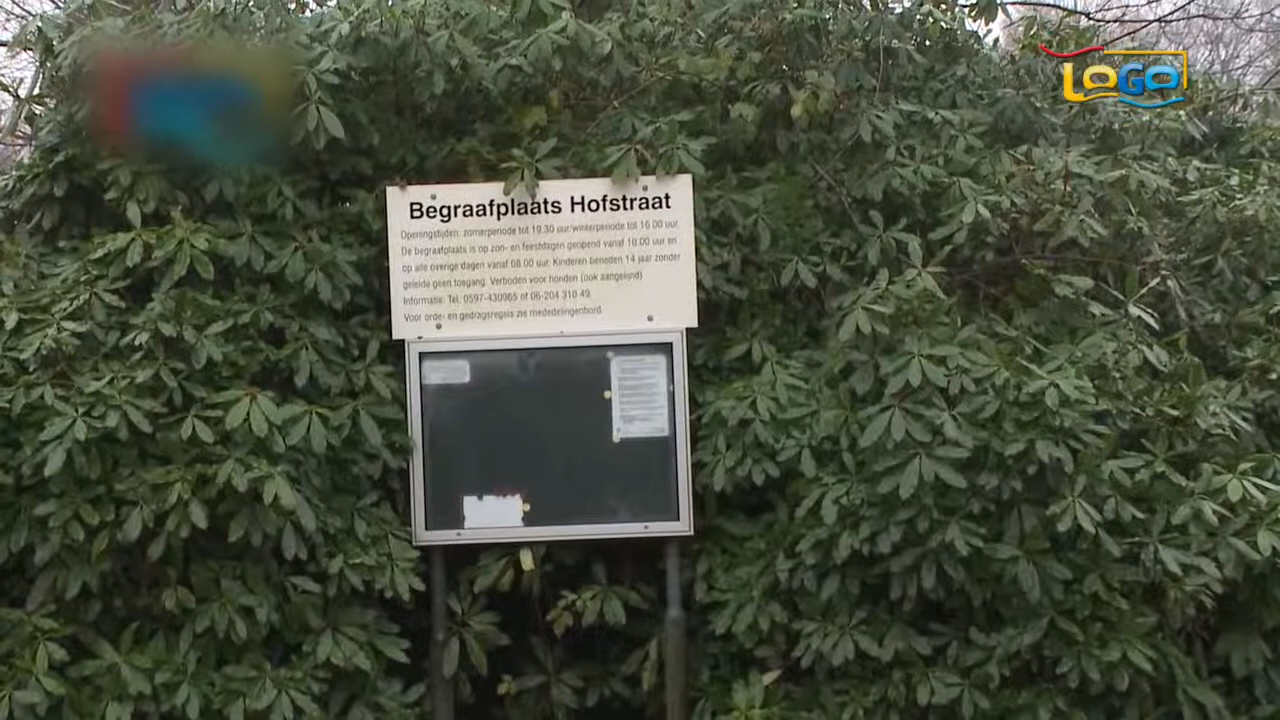 LOGO
Begraafplaats Hofstraat
Openingstijden: zomerperiode tot 19.30 uur/winterperiode tot 16.00 uur.
De begraafplaats is op zon- en feestdagen geopend vanaf 10.00 uur en
op alle overige dagen vanaf 08.00 uur. Kinderen beneden 14 jaar zonder
geleide geen toegang. Verboden voor honden (ook aangelijnd)
Informatie: Tel. 0597-430965 of 06-204 310 49.
Voor orde- en gedragsregels zie mededelingenbord.